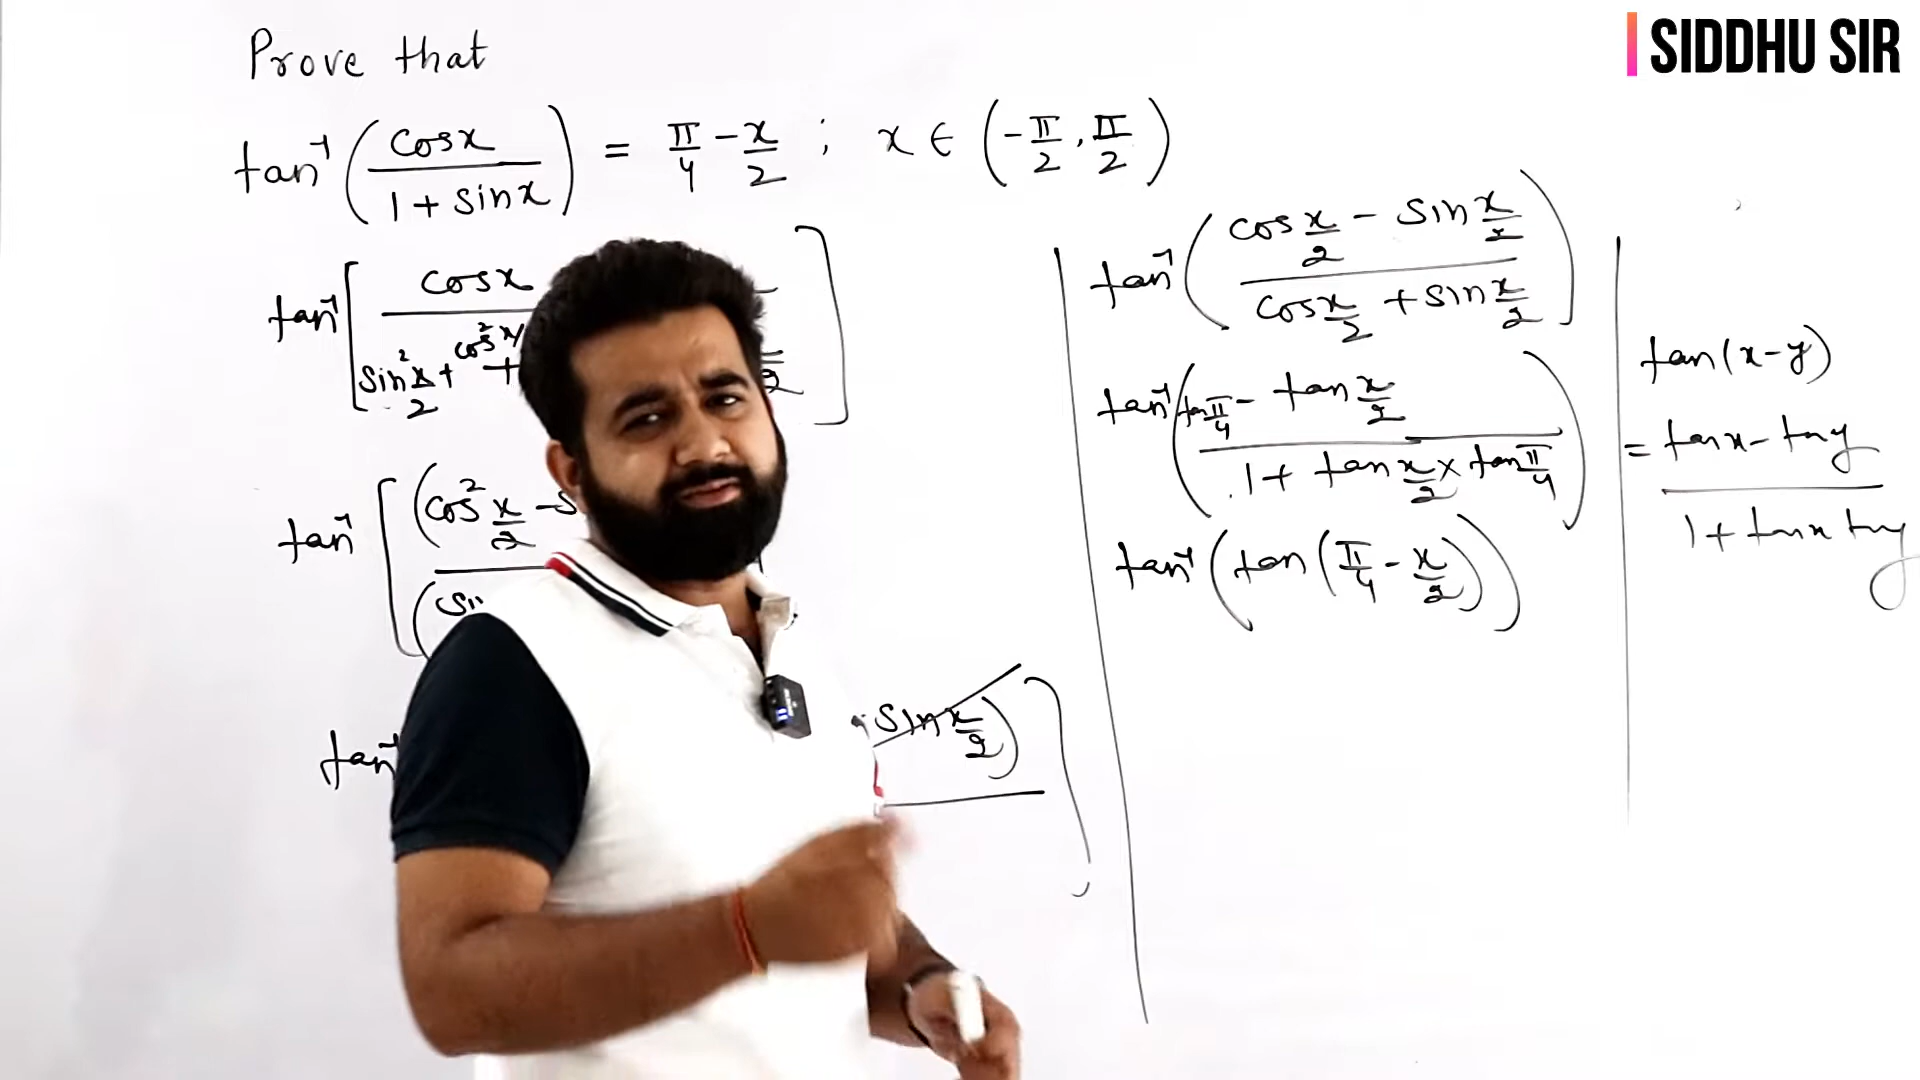 SIDDHU SIR
Prove that
tan⁻¹(cosx / 1 + sinx) = π/4 − x/2 ; x ∈ (−π/2, π/2)
tan⁻¹[cosx / sin²x/2 + cos²x/ +
tan⁻¹[(cos²x/2 − s
(sin
tan⁻¹
sin x/2)
tan⁻¹(cos x/2 − sin x/2 / cos x/2 + sin x/2)
tan⁻¹(tan π/4 − tan x/2 / 1 + tan x/2 × tan π/4)
tan⁻¹(tan(π/4 − x/2))
tan(x−y)
= tanx − tany / 1 + tanx tany